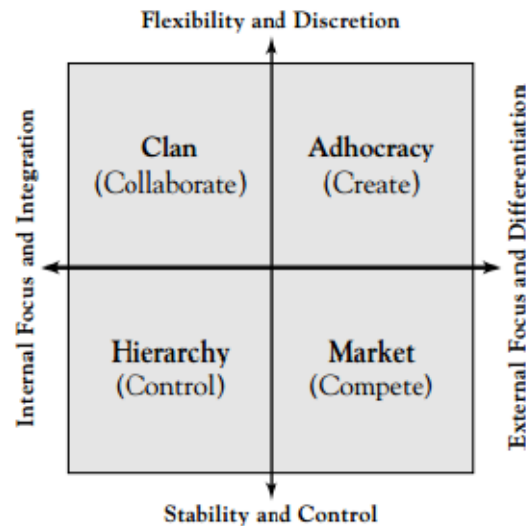 Flexibility and Discretion
Internal Focus and Integration
Clan
(Collaborate)
Adhocracy
(Create)
External Focus and Differentiation
Hierarchy
(Control)
Market
(Compete)
Stability and Control